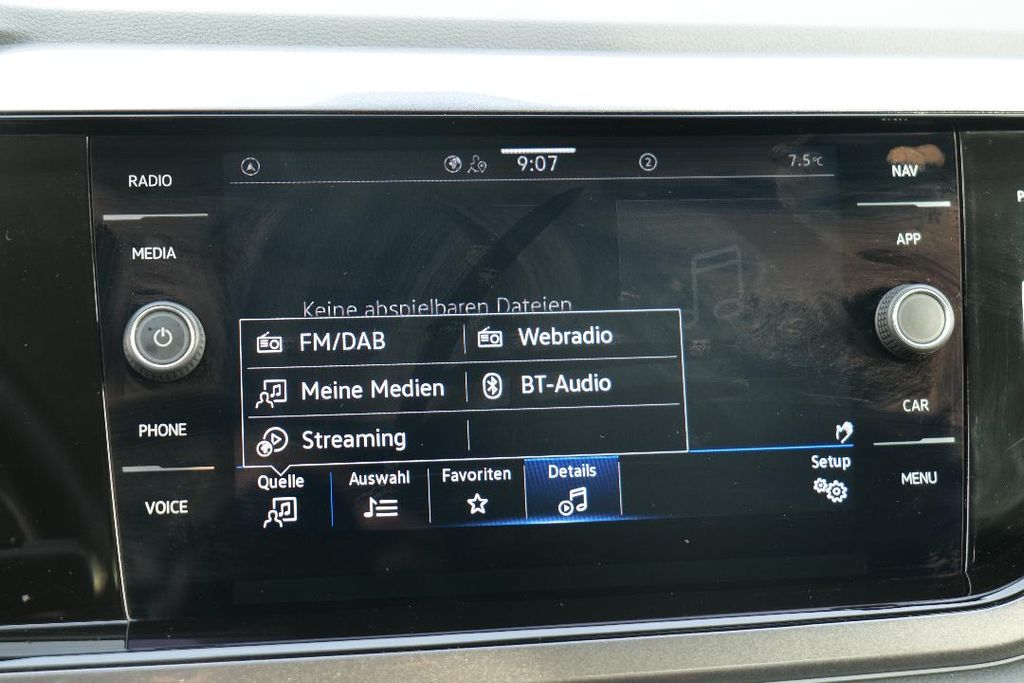 RADIO
MEDIA
PHONE
VOICE
9:07
2
7.5°C
Keine abspielbaren Dateien
FM/DAB
Webradio
Meine Medien
BT-Audio
Streaming
Quelle
Auswahl
Favoriten
Details
Setup
NAV
APP
CAR
MENU
P